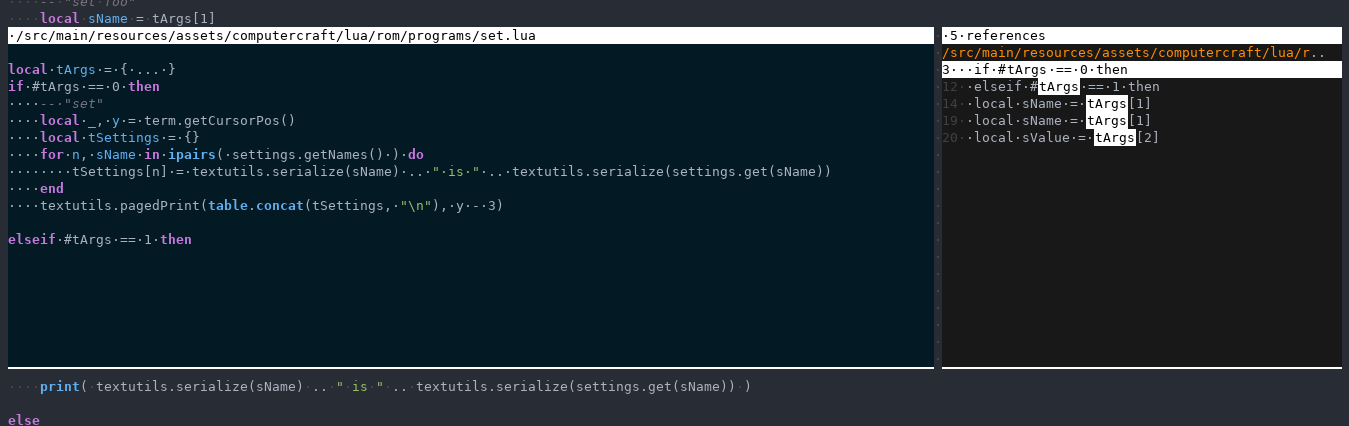 -- "set foo"
local sName = tArgs[1]
·/src/main/resources/assets/computercraft/lua/rom/programs/set.lua
local·tArgs·=·{·...·}
if·#tArgs·==·0·then
····--·"set"
····local·_,·y·=·term.getCursorPos()
····local·tSettings·=·{}
····for·n,·sName·in·ipairs(·settings.getNames()·)·do
········tSettings[n]·=·textutils.serialize(sName)·..·"·is·"·..·textutils.serialize(settings.get(sName))
····end
····textutils.pagedPrint(table.concat(tSettings,·"\n"),·y·-·3)
elseif·#tArgs·==·1·then
·5·references
/src/main/resources/assets/computercraft/lua/r..
3···if·#tArgs·==·0·then
12··elseif·#tArgs·==·1·then
14··local·sName·=·tArgs[1]
19··local·sName·=·tArgs[1]
20··local·sValue·=·tArgs[2]
····print(·textutils.serialize(sName)·..·"·is·"·..·textutils.serialize(settings.get(sName))·)
else